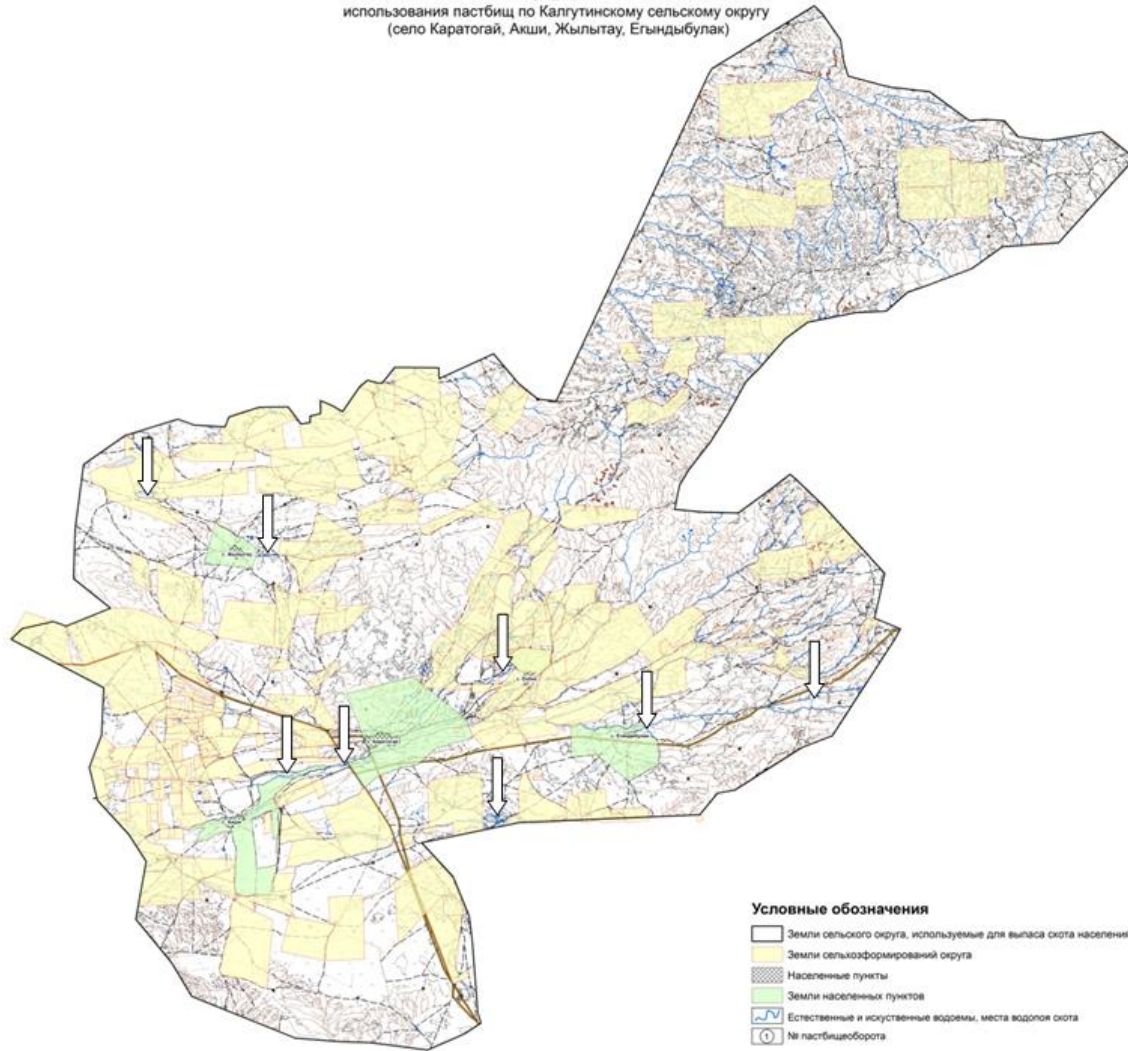 использования пастбищ по Калгутинскому сельскому округу
(село Каратогай, Акши, Жылытау, Егындыбулак)
Условные обозначения
Земли сельского округа, используемые для выпаса скота населения
Земли сельхозформирований округа
Населенные пункты
Земли населенных пунктов
Естественные и искуственные водоемы, места водопоя скота
1 № пастбищеоборота